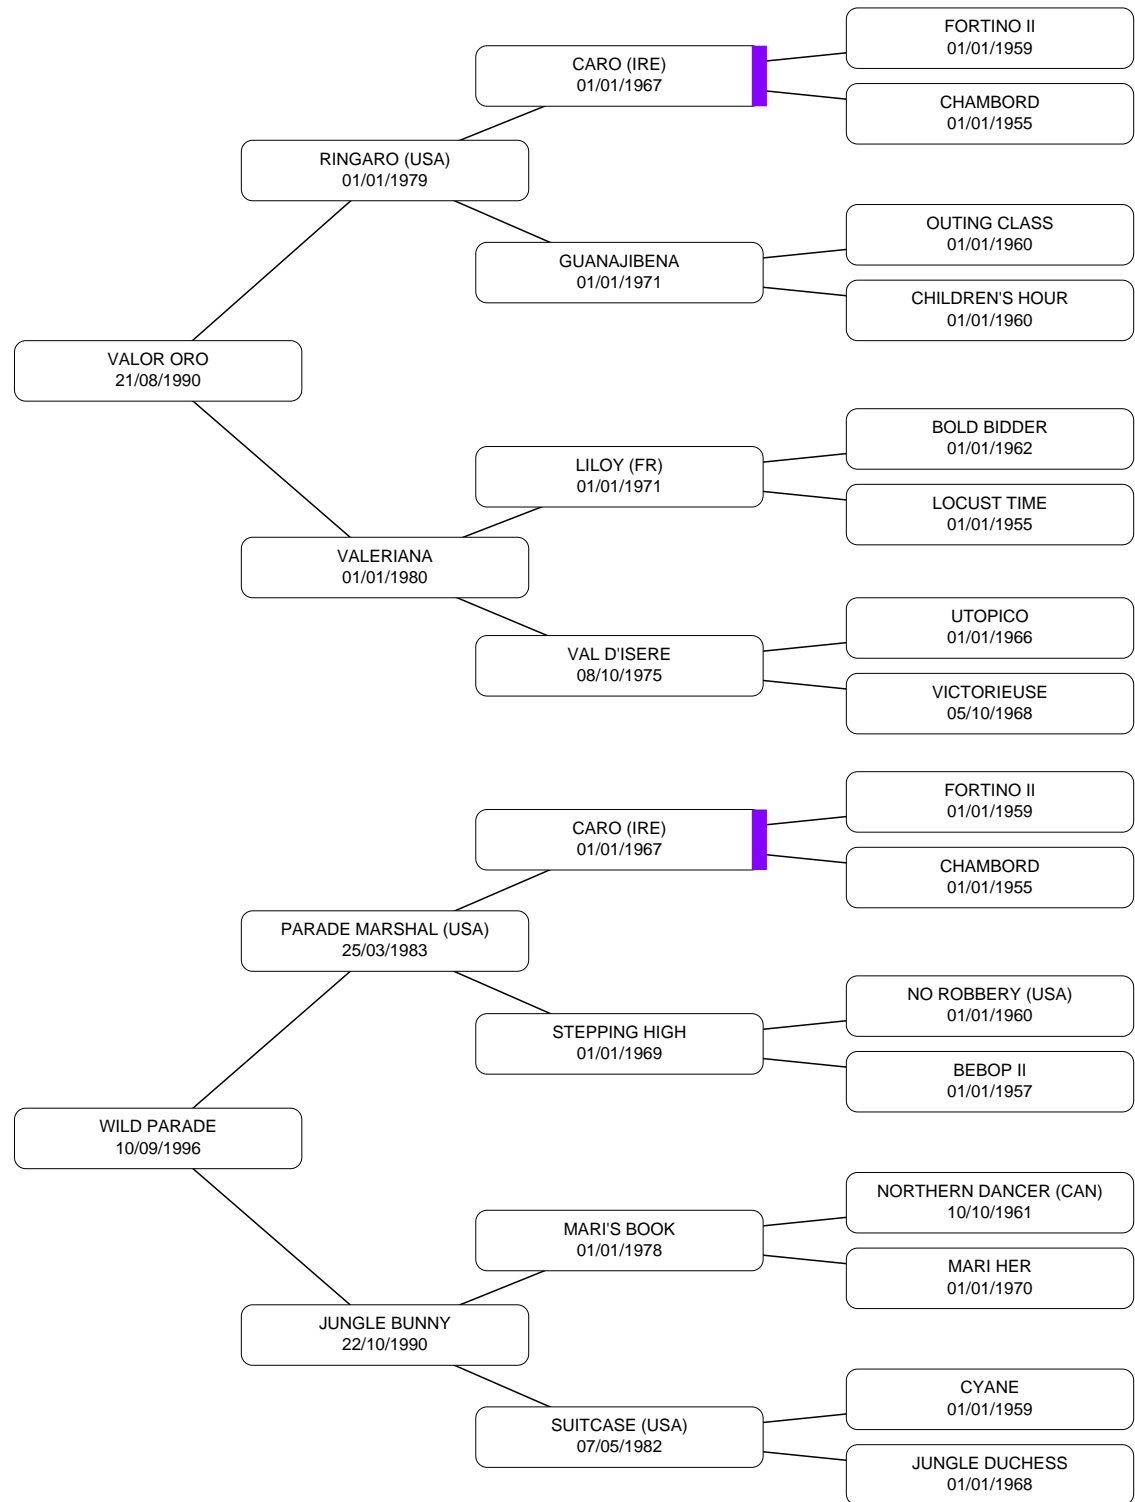 FORTINO II
01/01/1959
CARO (IRE)
01/01/1967
CHAMBORD
01/01/1955
RINGARO (USA)
01/01/1979
OUTING CLASS
01/01/1960
GUANAJIBENA
01/01/1971
CHILDREN'S HOUR
01/01/1960
VALOR ORO
21/08/1990
BOLD BIDDER
01/01/1962
LILOY (FR)
01/01/1971
LOCUST TIME
01/01/1955
VALERIANA
01/01/1980
UTOPICO
01/01/1966
VAL D'ISERE
08/10/1975
VICTORIEUSE
05/10/1968
FORTINO II
01/01/1959
CARO (IRE)
01/01/1967
CHAMBORD
01/01/1955
PARADE MARSHAL (USA)
25/03/1983
NO ROBBERY (USA)
01/01/1960
STEPPING HIGH
01/01/1969
BEBOP II
01/01/1957
WILD PARADE
10/09/1996
NORTHERN DANCER (CAN)
10/10/1961
MARI'S BOOK
01/01/1978
MARI HER
01/01/1970
JUNGLE BUNNY
22/10/1990
CYANE
01/01/1959
SUITCASE (USA)
07/05/1982
JUNGLE DUCHESS
01/01/1968